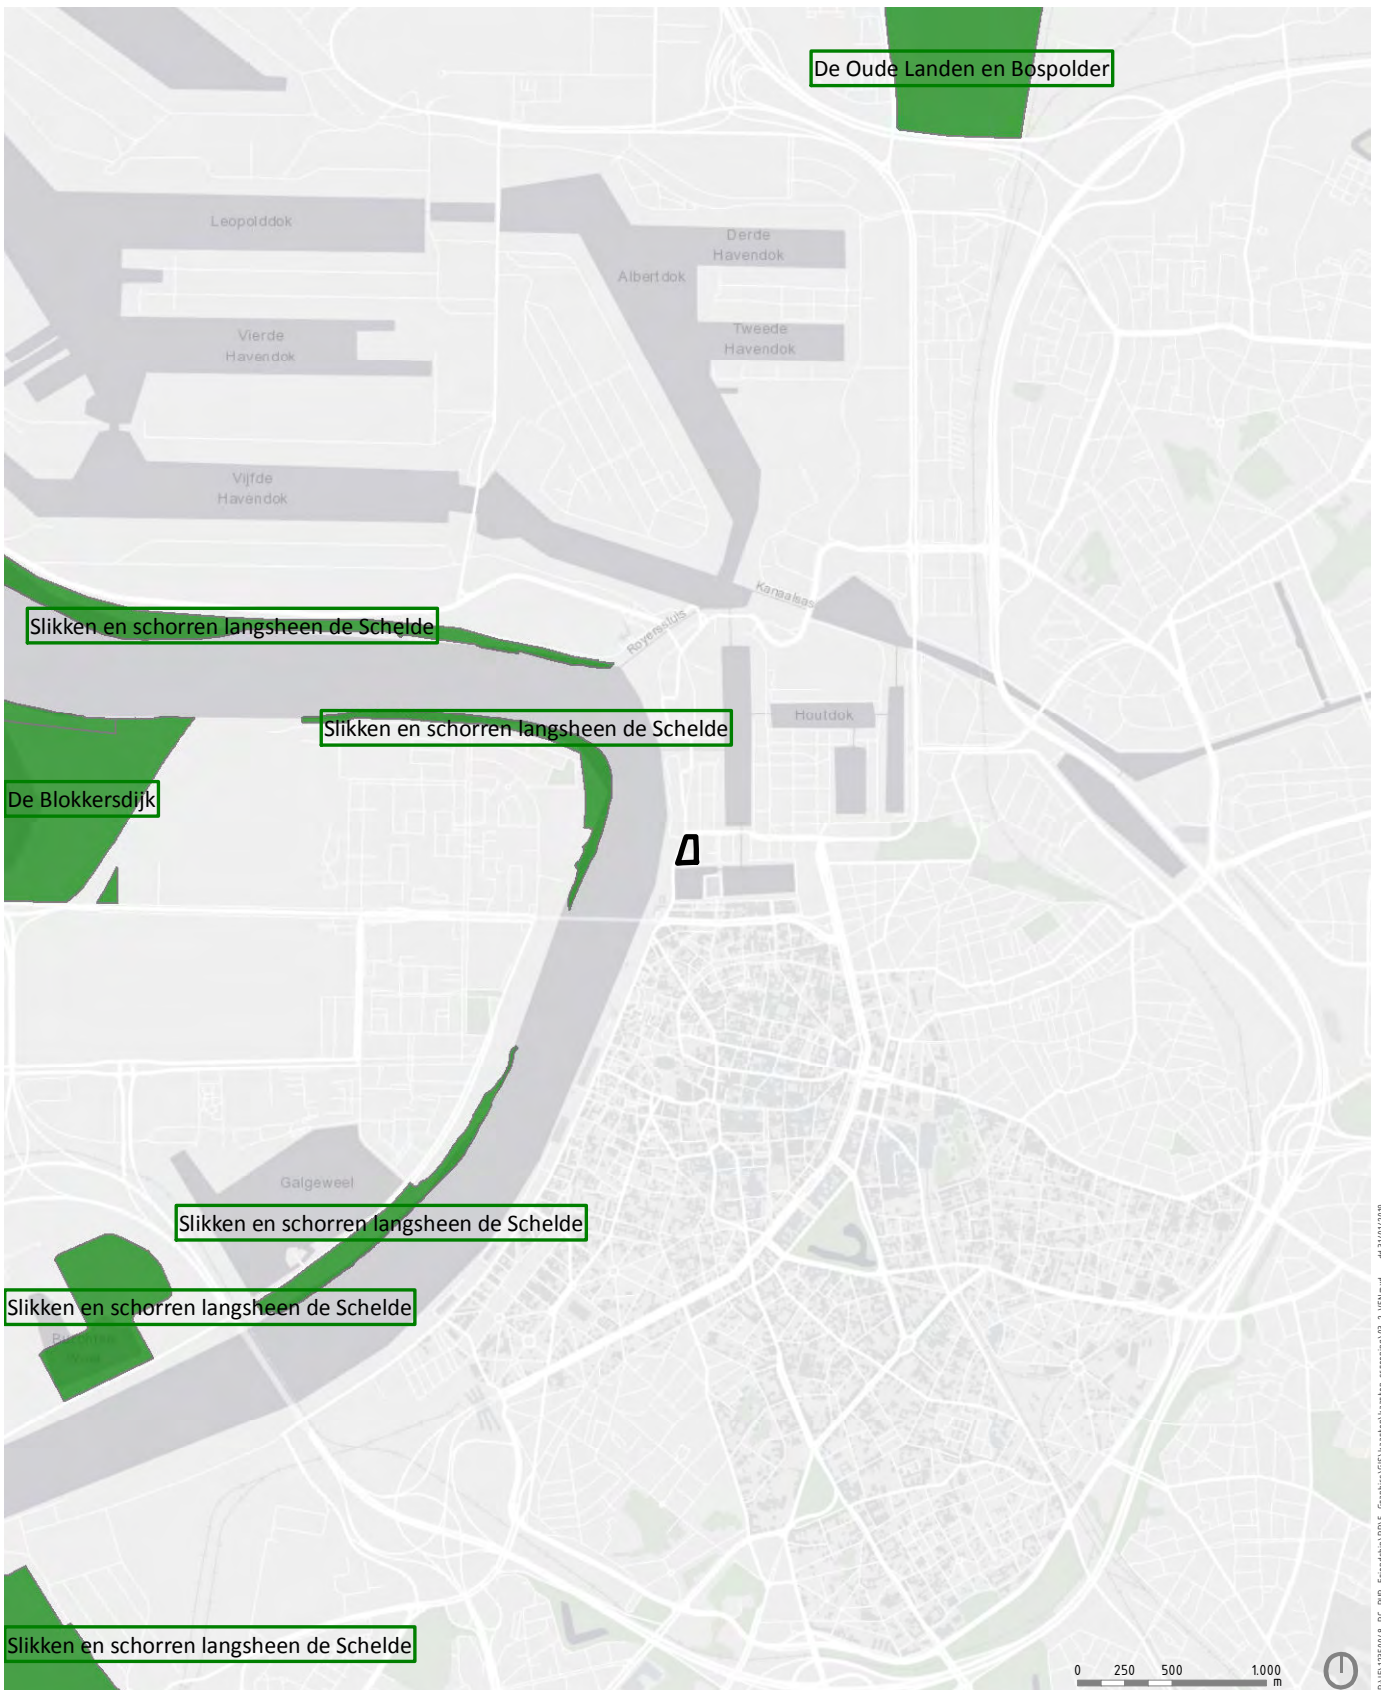 De Oude Landen en Bospolder
Leopolddok
Derde
Havendok
Albertdok
Vierde
Havendok
Tweede
Havendok
Vijfde
Havendok
Kanaalsas
Slikken en schorren langsheen de Schelde
Royerssluis
Slikken en schorren langsheen de Schelde
Houtdok
De Blokkersdijk
Galgeweel
Slikken en schorren langsheen de Schelde
Slikken en schorren langsheen de Schelde
Slikken en schorren langsheen de Schelde
0 250 500 1.000
m